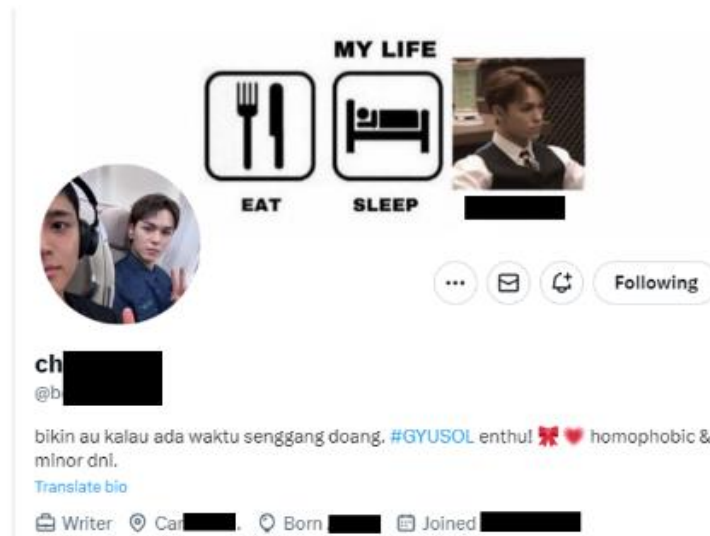 MY LIFE
EAT SLEEP
Following
ch
@b
bikin au kalau ada waktu senggang doang. #GYUSOL enthu! 🎀 💗 homophobic &
minor dni.
Translate bio
Writer Car . Born Joined